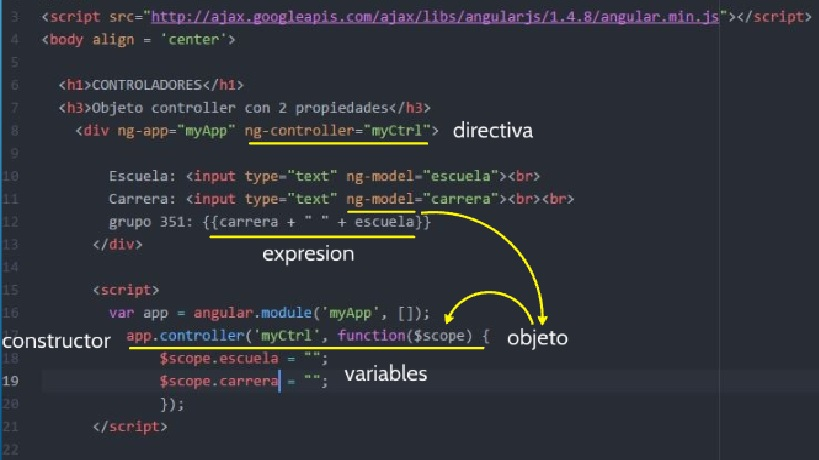 3 <script src="http://ajax.googleapis.com/ajax/libs/angularjs/1.4.8/angular.min.js"></script>
4 <body align = 'center'>
5
6 <h1>CONTROLADORES</h1>
7 <h3>Objeto controller con 2 propiedades</h3>
8 <div ng-app="myApp" ng-controller="myCtrl"> directiva
9
10 Escuela: <input type="text" ng-model="escuela"><br>
11 Carrera: <input type="text" ng-model="carrera"><br><br>
12 grupo 351: {{carrera + " " + escuela}}
13 </div>
expresion
14
15 <script>
16 var app = angular.module('myApp', []);
17 app.controller('myCtrl', function($scope) {
constructor
objeto
18 $scope.escuela = "";
variables
19 $scope.carrera = "";
20 });
21 </script>
22